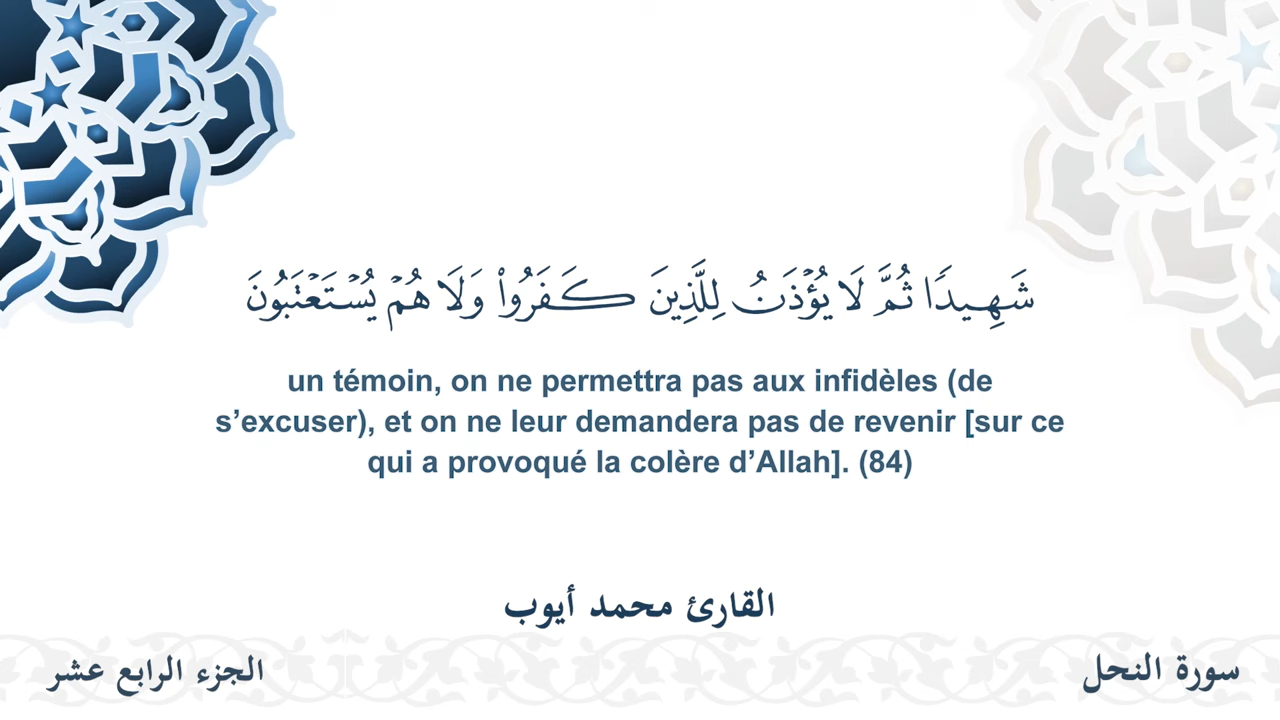 شَهِيدٗا ثُمَّ لَا يُؤۡذَنُ لِلَّذِينَ كَفَرُواْ وَلَا هُمۡ يُسۡتَعۡتَبُونَ
un témoin, on ne permettra pas aux infidèles (de
s’excuser), et on ne leur demandera pas de revenir [sur ce
qui a provoqué la colère d’Allah]. (84)
القارئ محمد أيوب
سورة النحل
الجزء الرابع عشر